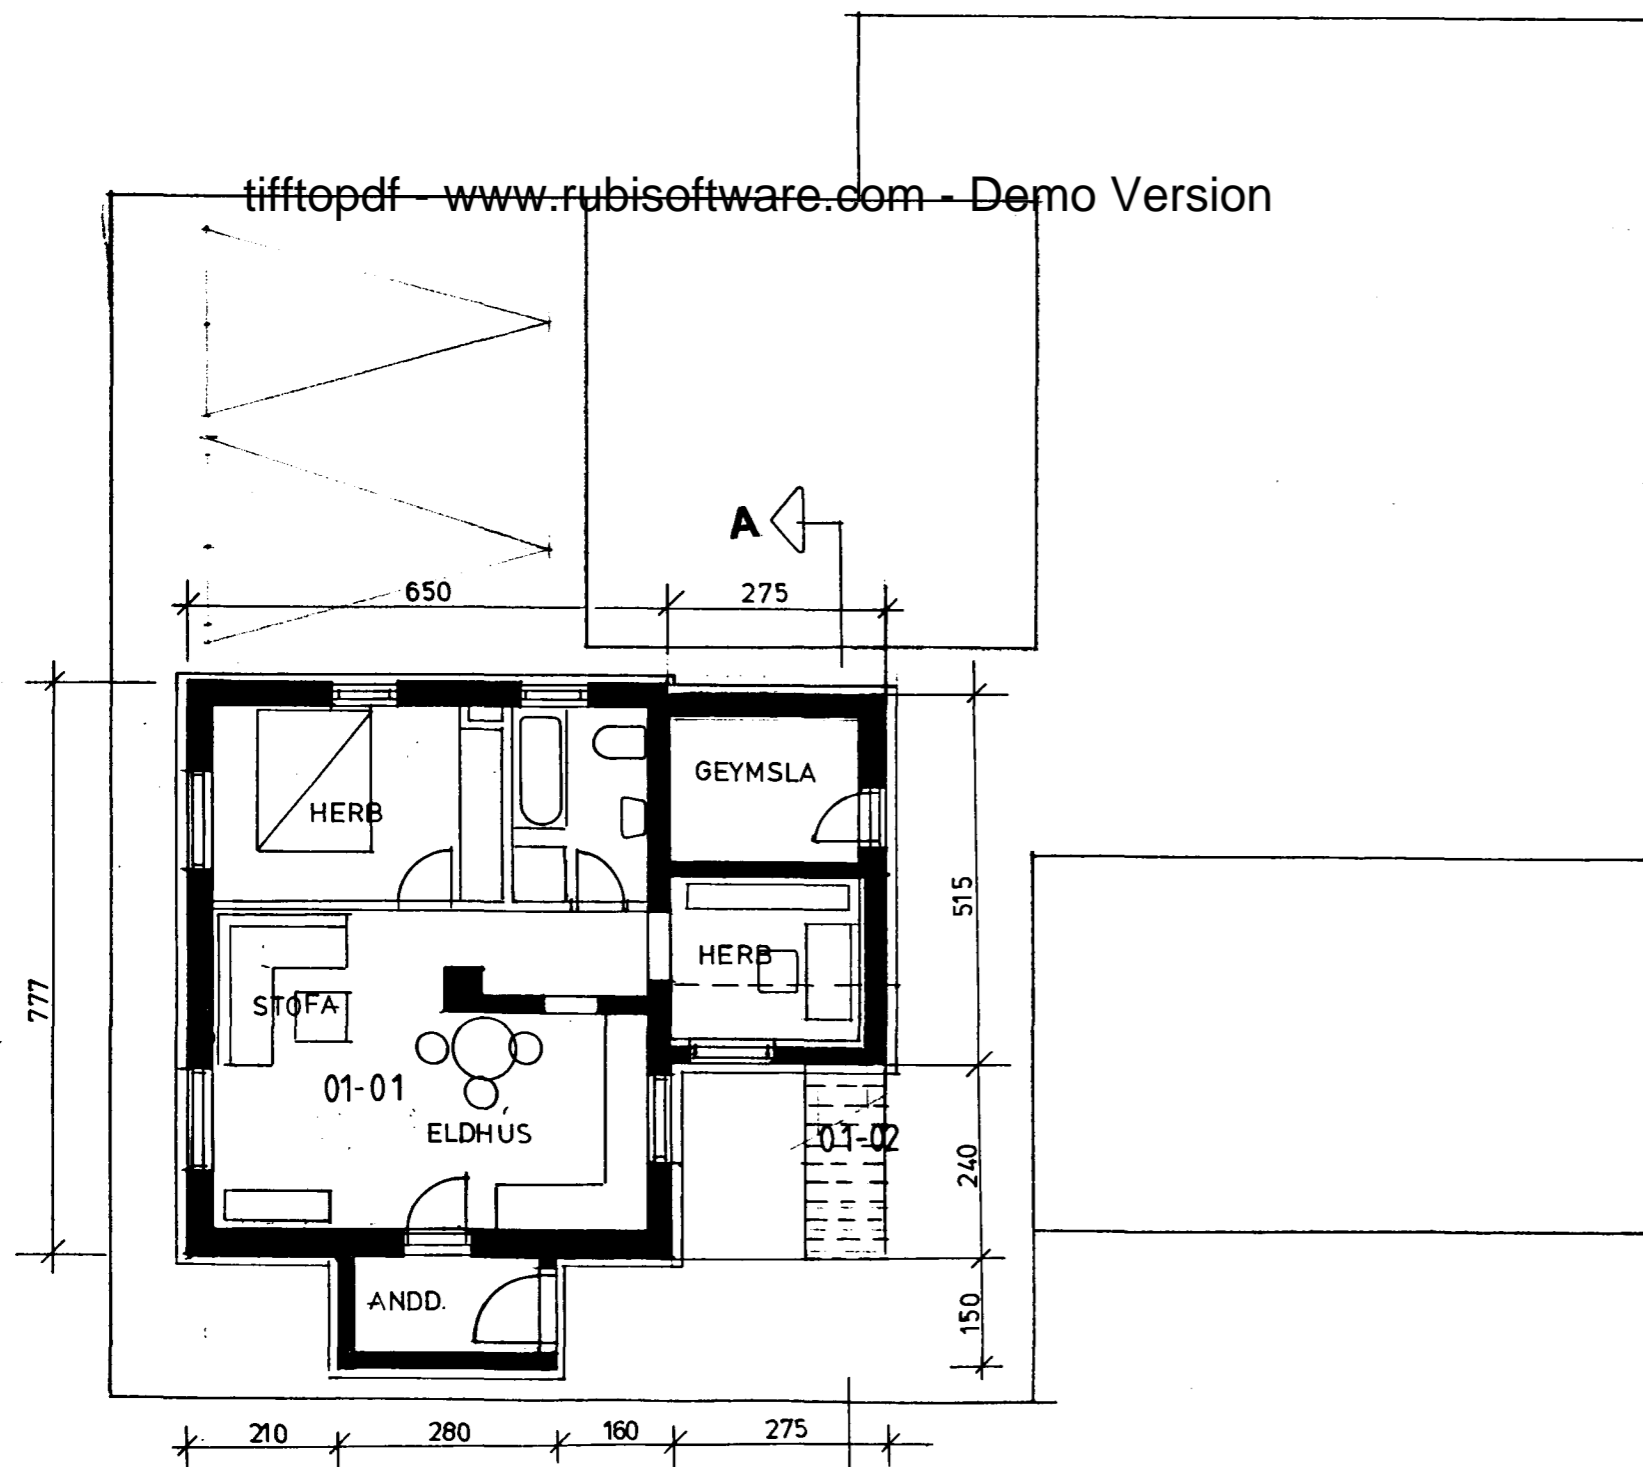 tifftopdf - www.rubisoftware.com - Demo Version
A
650
275
GEYMSLA
HERB
515
HERB
STOFA
777
01-01
ELDHÚS
01-02
240
ANDD.
150
210
280
160
275